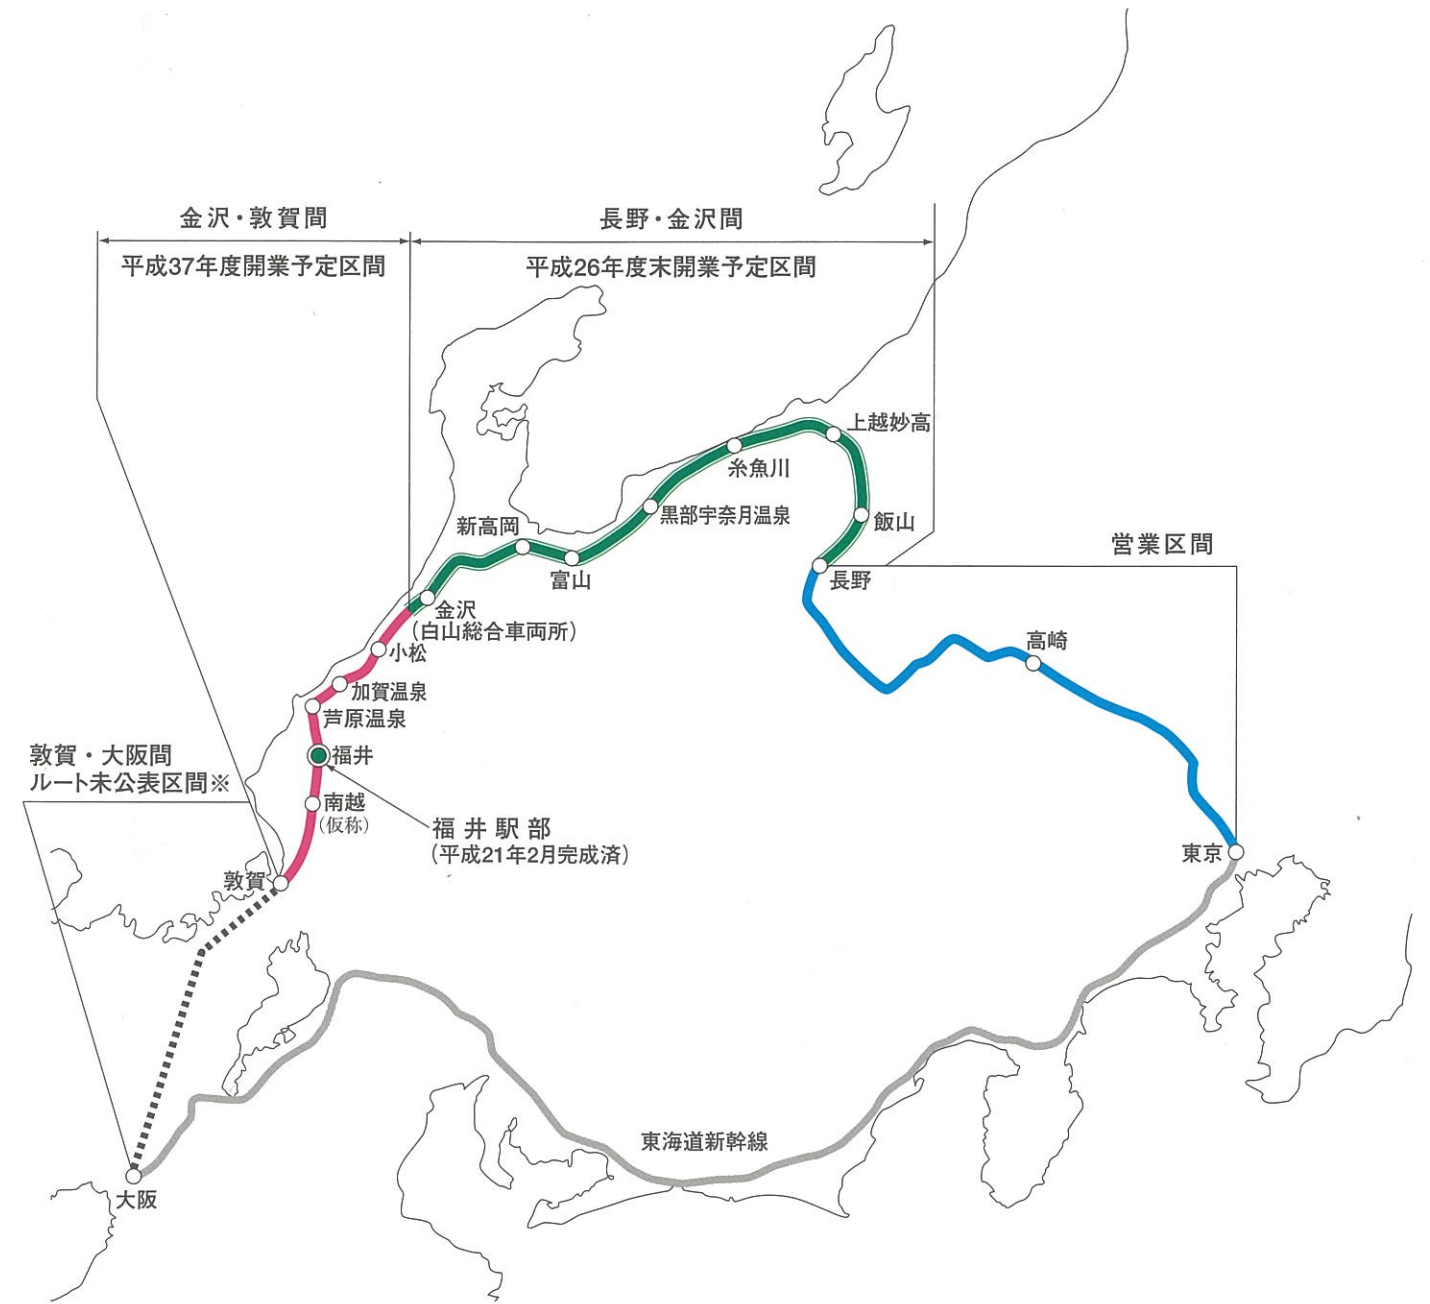 金沢・敦賀間
長野・金沢間
平成37年度開業予定区間
平成26年度末開業予定区間
上越妙高
糸魚川
黒部宇奈月温泉
飯山
新高岡
富山
営業区間
長野
金沢
(白山総合車両所)
高崎
小松
加賀温泉
芦原温泉
敦賀・大阪間
ルート未公表区間※
福井
南越
(仮称)
福井駅部
(平成21年2月完成済)
東京
敦賀
東海道新幹線
大阪